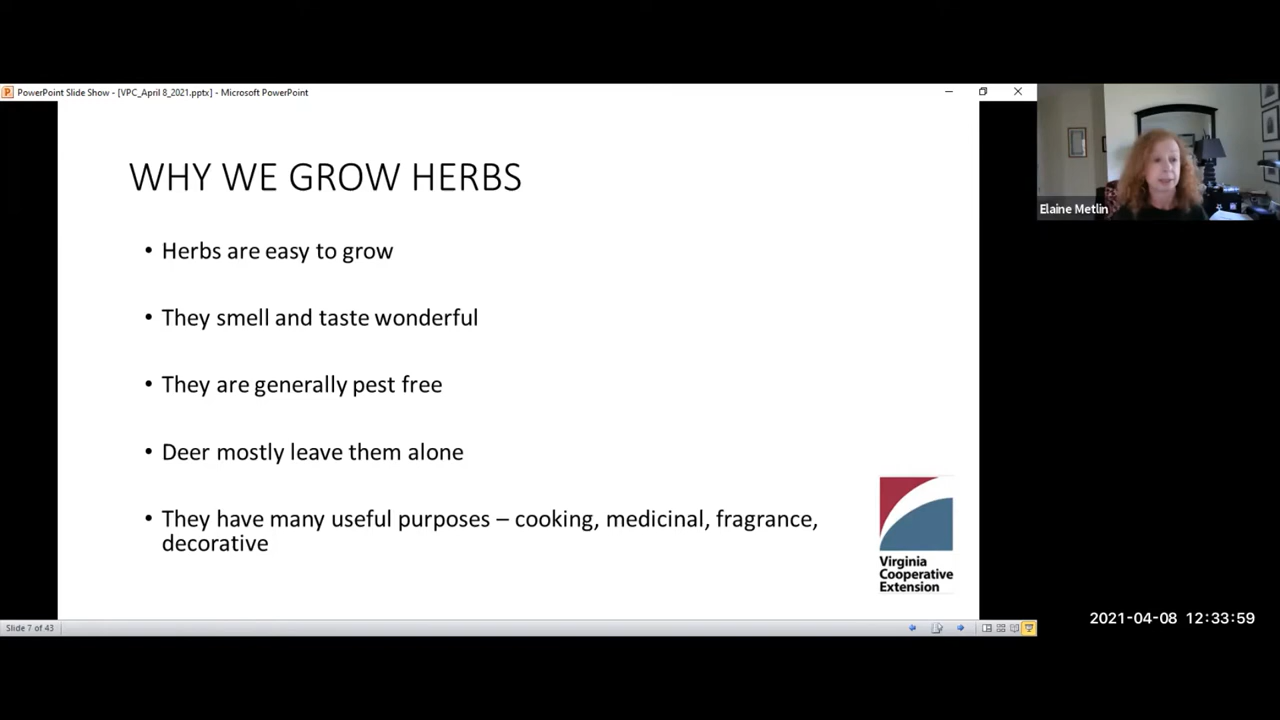 PowerPoint Slide Show - [VPC_April 8_2021.pptx] - Microsoft PowerPoint
WHY WE GROW HERBS
• Herbs are easy to grow
• They smell and taste wonderful
• They are generally pest free
• Deer mostly leave them alone
• They have many useful purposes – cooking, medicinal, fragrance,
decorative
Virginia
Cooperative
Extension
Elaine Metlin
Slide 7 of 43
2021-04-08 12:33:59